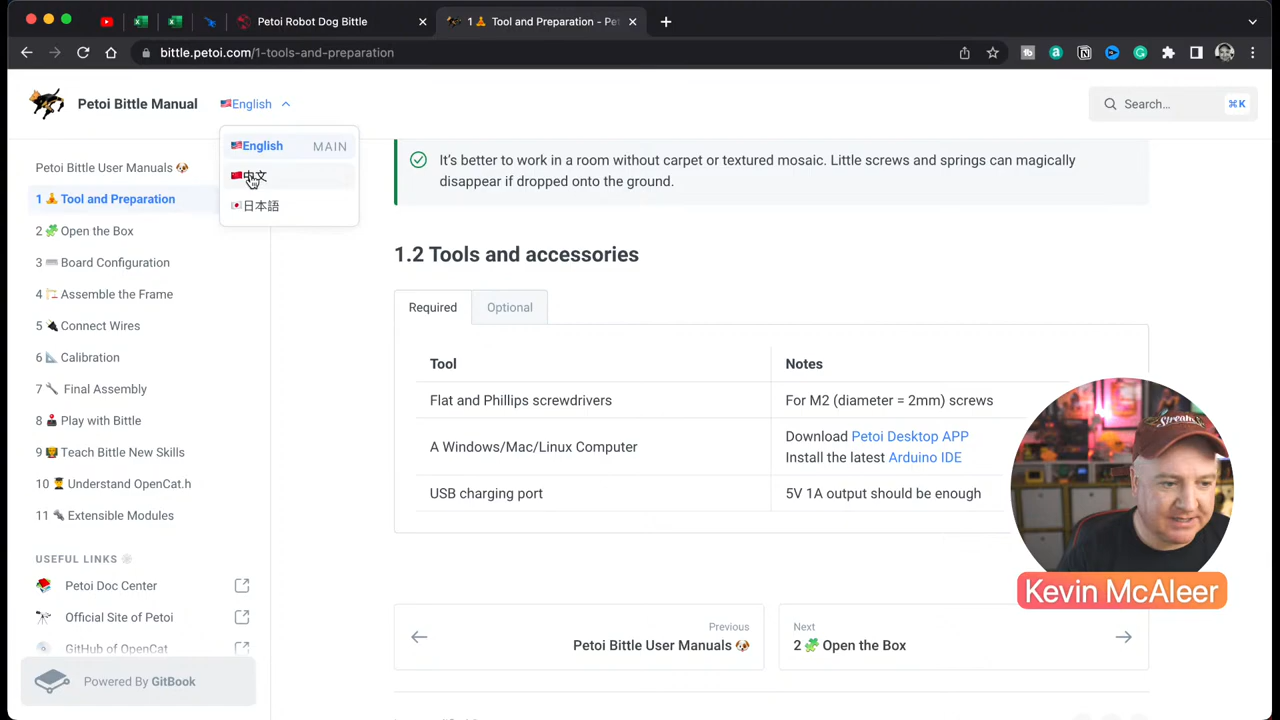 Petoi Robot Dog Bittle
1 Tool and Preparation - Pe
bittle.petoi.com/1-tools-and-preparation
Petoi Bittle Manual
English
Search...
⌘K
English MAIN
中文
日本語
Petoi Bittle User Manuals
1 Tool and Preparation
2 Open the Box
3 Board Configuration
4 Assemble the Frame
5 Connect Wires
6 Calibration
7 Final Assembly
8 Play with Bittle
9 Teach Bittle New Skills
10 Understand OpenCat.h
11 Extensible Modules
USEFUL LINKS
Petoi Doc Center
Official Site of Petoi
GitHub of OpenCat
Powered By GitBook
It's better to work in a room without carpet or textured mosaic. Little screws and springs can magically
disappear if dropped onto the ground.
1.2 Tools and accessories
Required Optional
Tool Notes
Flat and Phillips screwdrivers For M2 (diameter = 2mm) screws
A Windows/Mac/Linux Computer Download Petoi Desktop APP
Install the latest Arduino IDE
USB charging port 5V 1A output should be enough
Kevin McAleer
Previous
Petoi Bittle User Manuals
Next
2 Open the Box